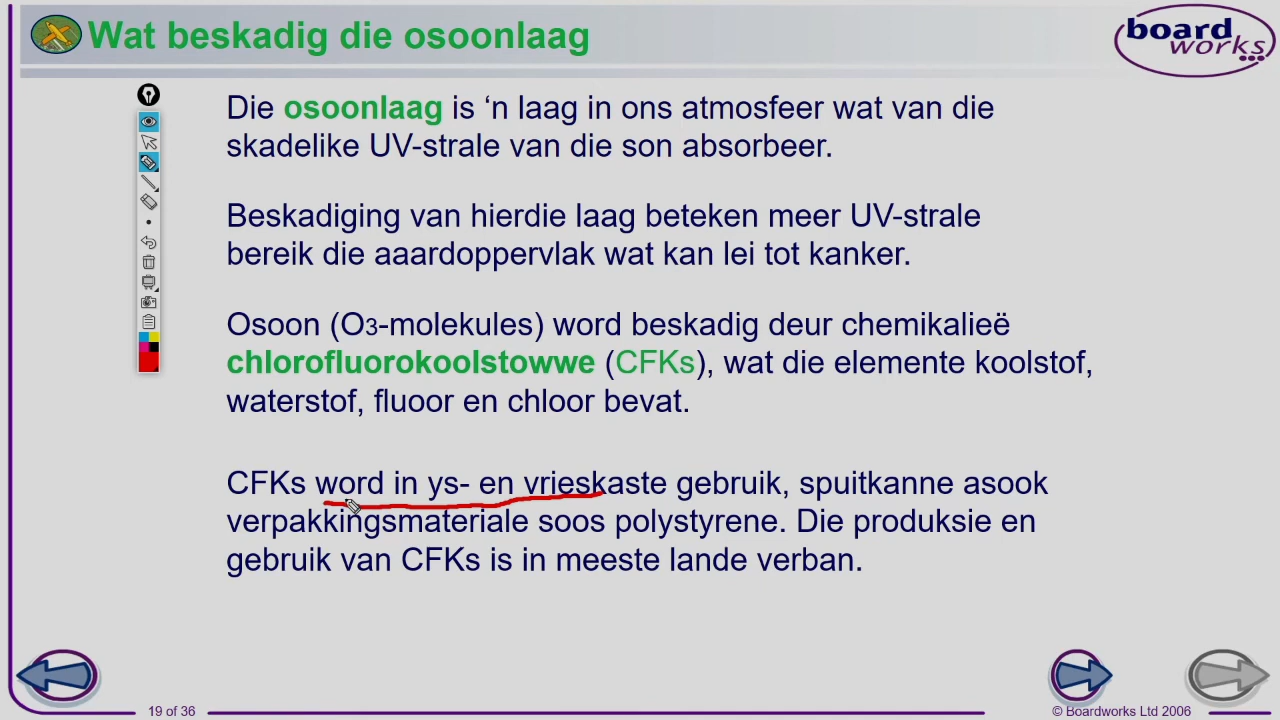 Wat beskadig die osoonlaag
board
works
Die osoonlaag is ‘n laag in ons atmosfeer wat van die
skadelike UV-strale van die son absorbeer.
Beskadiging van hierdie laag beteken meer UV-strale
bereik die aaardoppervlak wat kan lei tot kanker.
Osoon (O3-molekules) word beskadig deur chemikalieë
chlorofluorokoolstowwe (CFKs), wat die elemente koolstof,
waterstof, fluoor en chloor bevat.
CFKs word in ys- en vrieskaste gebruik, spuitkanne asook
verpakkingsmateriale soos polystyrene. Die produksie en
gebruik van CFKs is in meeste lande verban.
19 of 36
© Boardworks Ltd 2006